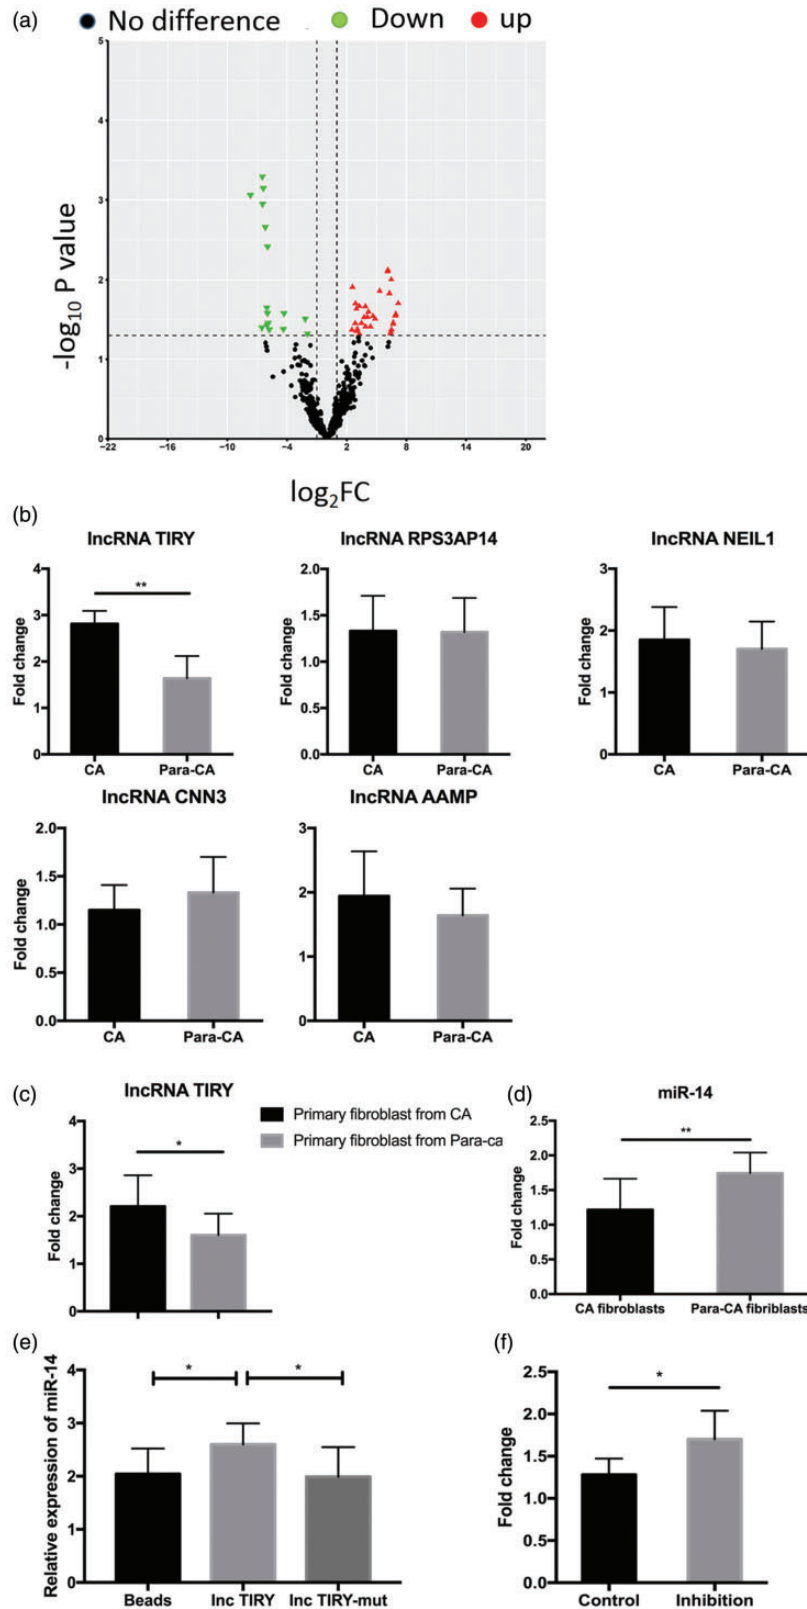 (a) No difference Down up
5
4
3
2
1
0
-log10 P value
−22 −16 −10 −4 2 8 14 20
log2FC
(b)
lncRNA TIRY lncRNA RPS3AP14 lncRNA NEIL1
Fold change
4
3
2
1
0
**
CA Para-CA
Fold change
2.0
1.5
1.0
0.5
0.0
CA Para-CA
Fold change
3
2
1
0
CA Para-CA
lncRNA CNN3 lncRNA AAMP
Fold change
2.0
1.5
1.0
0.5
0.0
CA Para-CA
3
2
1
0
CA Para-CA
(c)
lncRNA TIRY
Primary fibroblast from CA
Primary fibroblast from Para-ca
Fold change
4
3
2
1
0
*
(d)
miR-14
Fold change
2.5
2.0
1.5
1.0
0.5
0.0
**
CA fibroblasts Para-CA fibriblasts
(e)
Relative expression of miR-14
4
3
2
1
0
* *
Beads lnc TIRY lnc TIRY-mut
(f)
Fold change
2.5
2.0
1.5
1.0
0.5
0.0
*
Control Inhibition